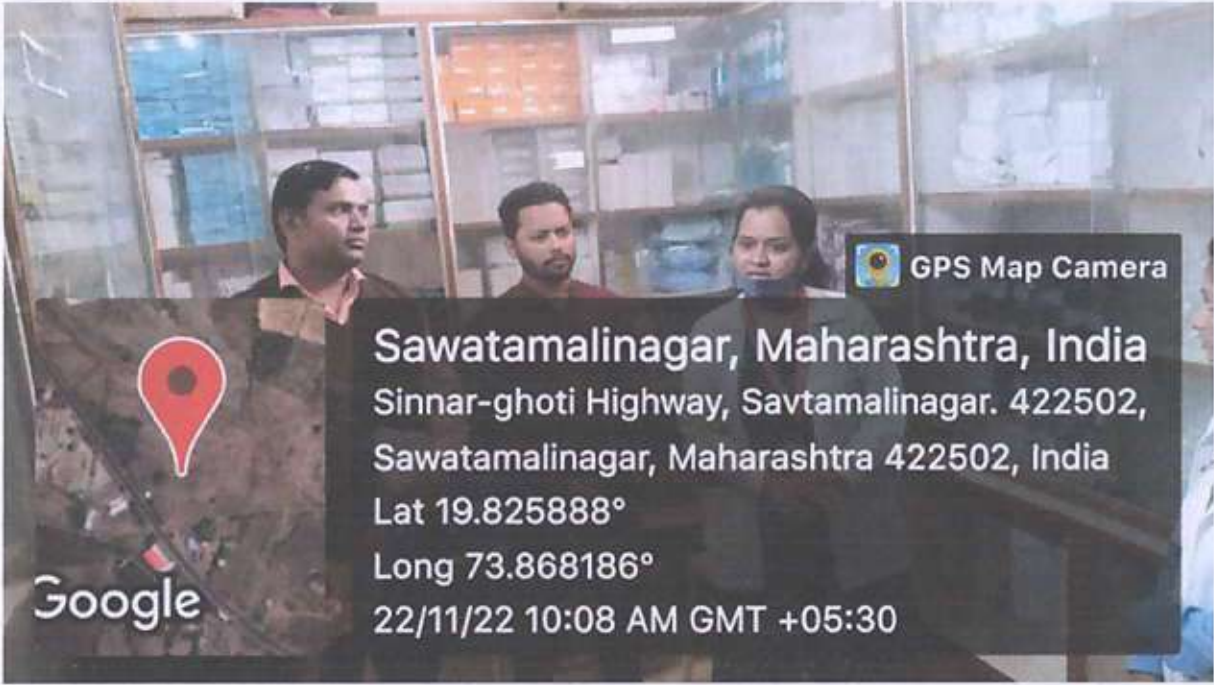 GPS Map Camera
Sawatamalinagar, Maharashtra, India
Sinnar-ghoti Highway, Savtamalinagar. 422502,
Sawatamalinagar, Maharashtra 422502, India
Lat 19.825888°
Long 73.868186°
22/11/22 10:08 AM GMT +05:30
Google